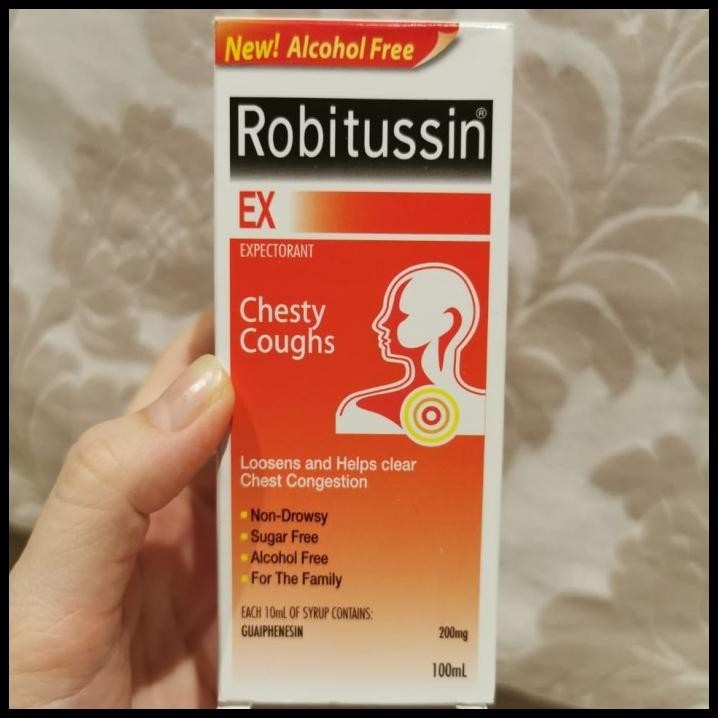 New! Alcohol Free
Robitussin®
EX
EXPECTORANT
Chesty
Coughs
Loosens and Helps clear
Chest Congestion
Non-Drowsy
Sugar Free
Alcohol Free
For The Family
EACH 10mL OF SYRUP CONTAINS:
GUAIPHENESIN 200mg
100mL